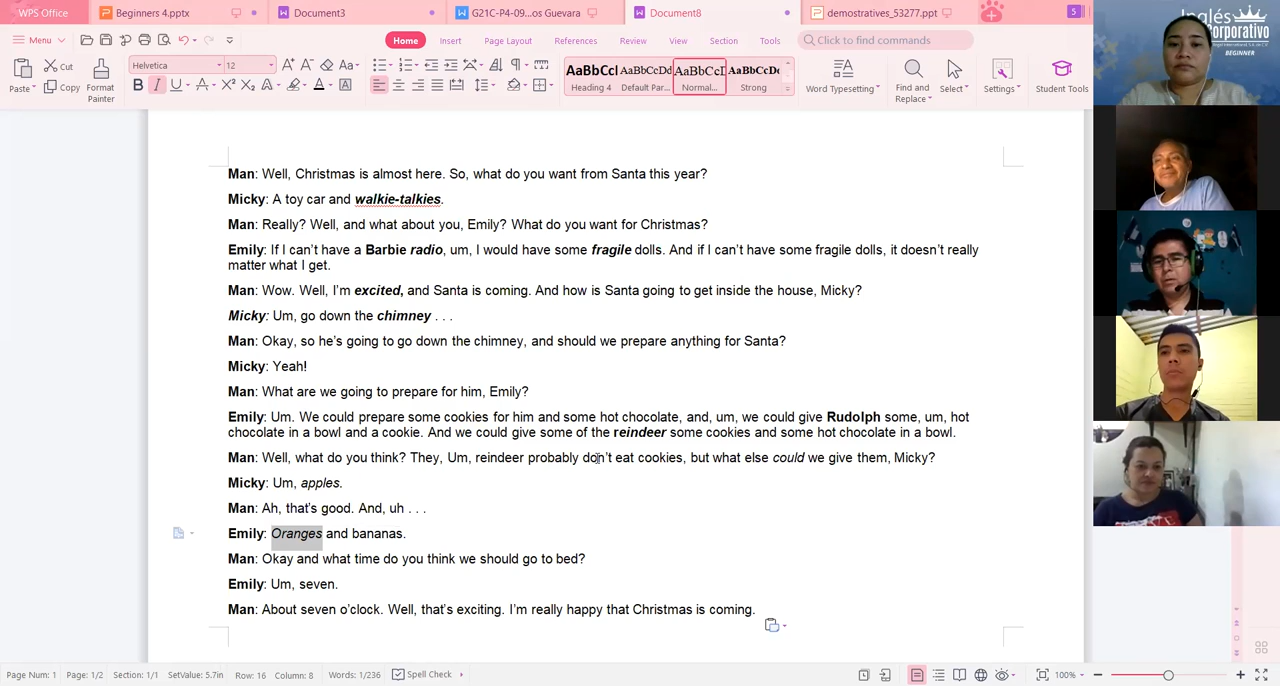 WPS Office
Beginners 4.pptx
Document3
G21C-P4-09...os Guevara
Document8
demostratives_53277.ppt
S
Menu
Home
Insert
Page Layout
References
Review
View
Section
Tools
Click to find commands
Paste
Cut
Copy
Format
Painter
Helvetica
12
AaBbCcl
Heading 4
AaBbCcDd
Default Par...
AaBbCcD
Normal...
AaBbCcDc
Strong
Word Typesetting
Find and
Replace
Select
Settings
Student Tools
Man: Well, Christmas is almost here. So, what do you want from Santa this year?
Micky: A toy car and walkie-talkies.
Man: Really? Well, and what about you, Emily? What do you want for Christmas?
Emily: If I can’t have a Barbie radio, um, I would have some fragile dolls. And if I can’t have some fragile dolls, it doesn’t really
matter what I get.
Man: Wow. Well, I’m excited, and Santa is coming. And how is Santa going to get inside the house, Micky?
Micky: Um, go down the chimney . . .
Man: Okay, so he’s going to go down the chimney, and should we prepare anything for Santa?
Micky: Yeah!
Man: What are we going to prepare for him, Emily?
Emily: Um. We could prepare some cookies for him and some hot chocolate, and, um, we could give Rudolph some, um, hot
chocolate in a bowl and a cookie. And we could give some of the reindeer some cookies and some hot chocolate in a bowl.
Man: Well, what do you think? They, Um, reindeer probably don’t eat cookies, but what else could we give them, Micky?
Micky: Um, apples.
Man: Ah, that’s good. And, uh . . .
Emily: Oranges and bananas.
Man: Okay and what time do you think we should go to bed?
Emily: Um, seven.
Man: About seven o’clock. Well, that’s exciting. I’m really happy that Christmas is coming.
Page Num: 1 Page: 1/2 Section: 1/1 SetValue: 5.7in Row: 16 Column: 8 Words: 1/236 Spell Check
100%
Inglés
Corporativo
BEGINNER